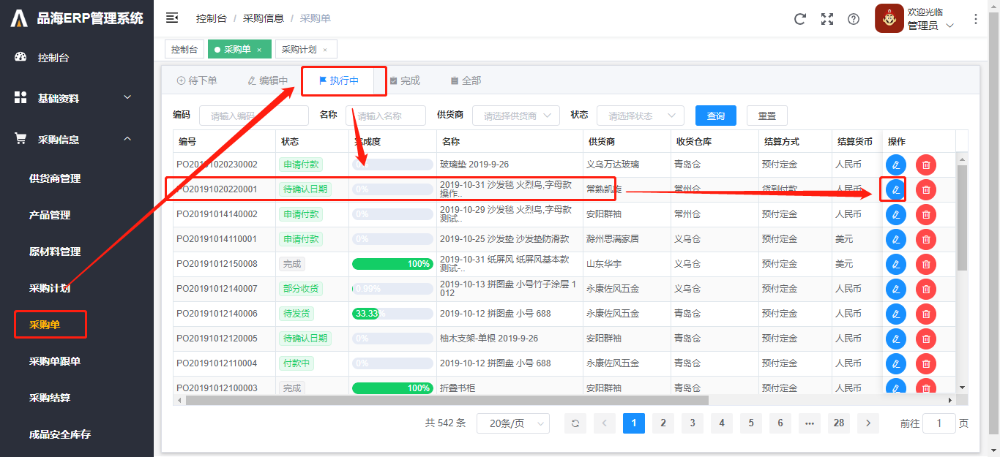 品海ERP管理系统
控制台 / 采购信息 / 采购单
欢迎光临
管理员
控制台
采购单 ×
采购计划 ×
控制台
基础资料
采购信息
供货商管理
产品管理
原材料管理
采购计划
采购单
采购单跟单
采购结算
成品安全库存
待下单 编辑中 执行中 完成 全部
编码 请输入编码 名称 请输入名称 供货商 请选择供货商 状态 请选择状态 查询 重置
编号 状态 完成度 名称 供货商 收货仓库 结算方式 结算货币 操作
PO20191020230002 申请付款 0% 玻璃垫 2019-9-26 义乌万达玻璃 青岛仓 预付定金 人民币
PO20191020220001 待确认日期 0% 2019-10-31 沙发毯 火烈鸟,字母款 操作.. 常熟凯旋 常州仓 货到付款 人民币
PO20191014140002 申请付款 0% 2019-10-29 沙发毯 火烈鸟,字母款 测试.. 安阳群袖 常州仓 预付定金 人民币
PO20191014110001 申请付款 0% 2019-10-25 沙发垫 沙发垫防滑款 滁州思满家居 义乌仓 预付定金 美元
PO20191012150008 完成 100% 2019-10-31 纸屏风 纸屏风基本款 测试-.. 山东华宇 义乌仓 预付定金 美元
PO20191012140007 部分收货 0.99% 2019-10-13 拼图盘 小号竹子涂层 1012 永康佐风五金 义乌仓 预付定金 人民币
PO20191012140006 待发货 33.33% 2019-10-12 拼图盘 小号 688 永康佐风五金 青岛仓 预付定金 人民币
PO20191012120005 待确认日期 0% 柚木支架-单根 2019-9-26 安阳群袖 青岛仓 预付定金 人民币
PO20191012110004 付款中 0% 2019-10-12 拼图盘 小号 688 永康佐风五金 青岛仓 预付定金 人民币
PO20191012100003 完成 100% 折叠书柜 安阳群袖 青岛仓 预付定金 人民币
共 542 条 20条/页 1 2 3 4 5 6 ••• 28 前往 1 页